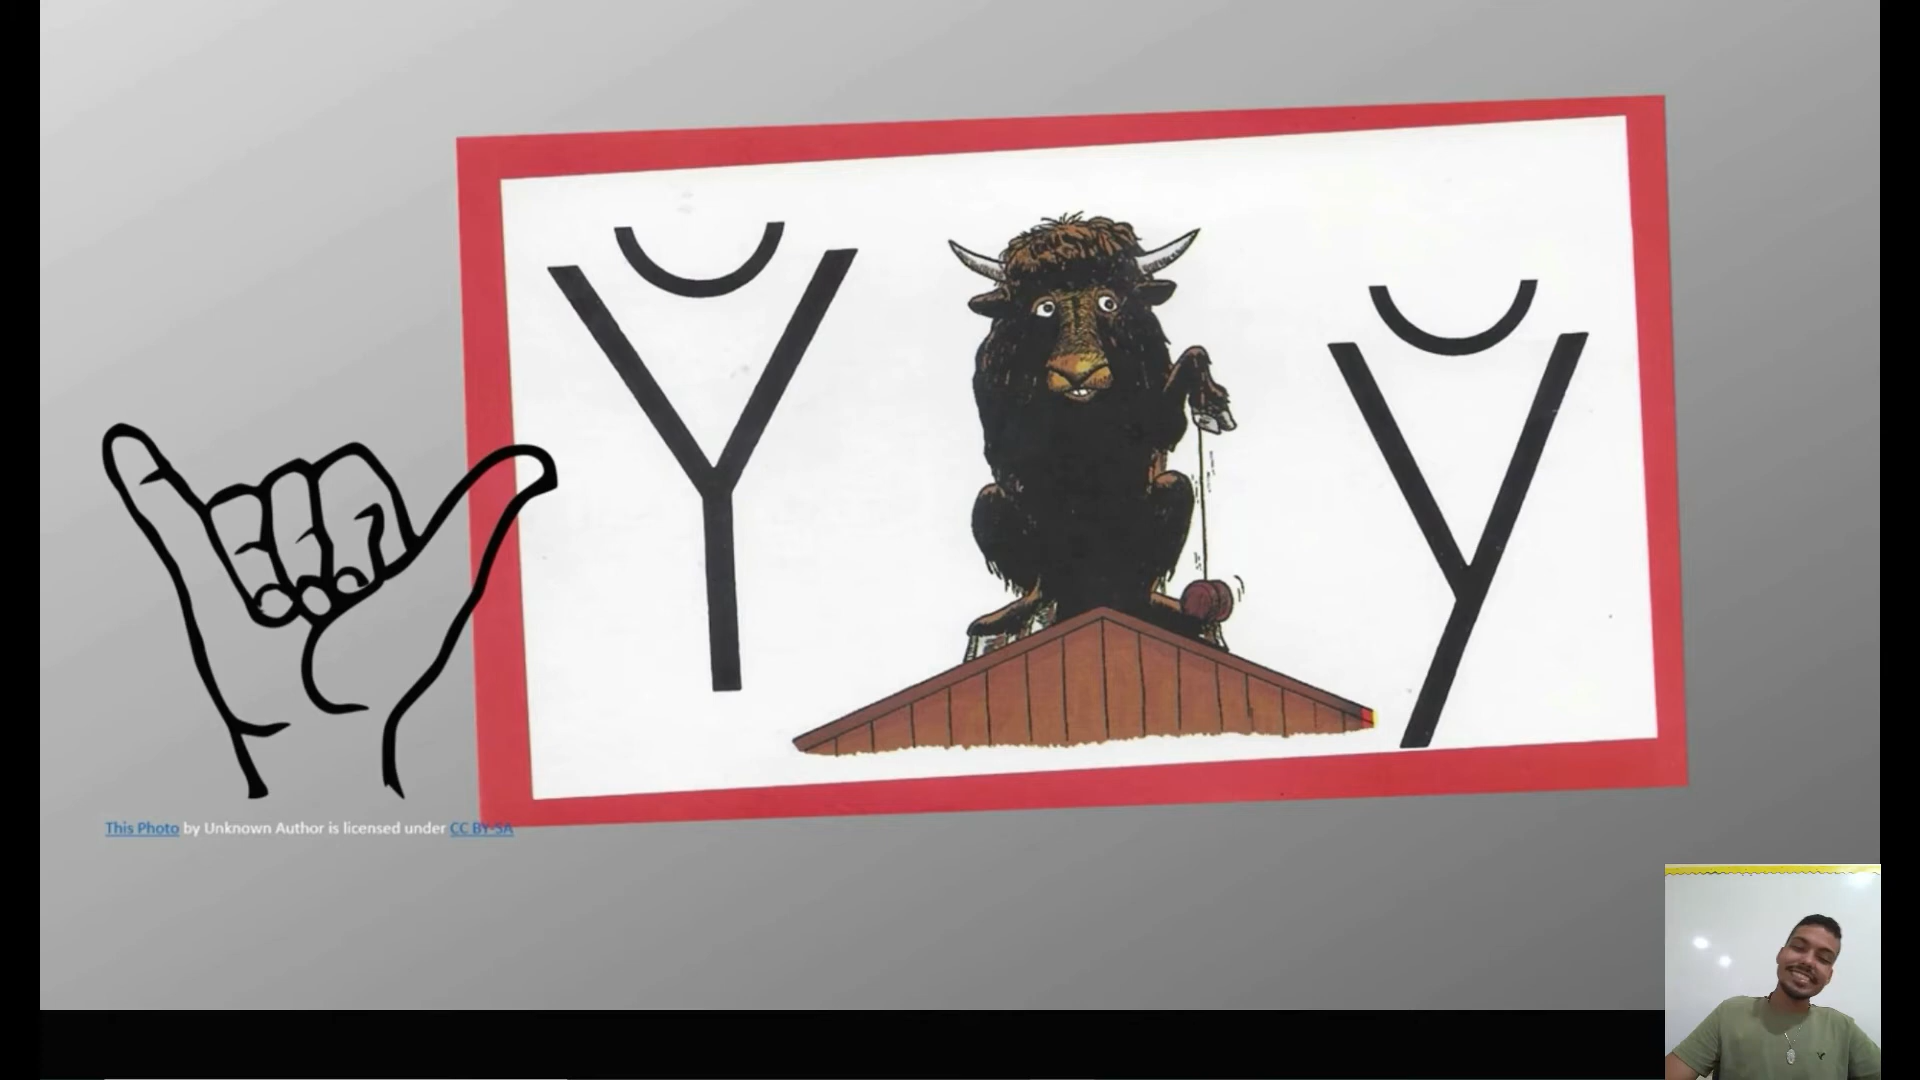 Y̌ y̌
This Photo by Unknown Author is licensed under CC BY-SA